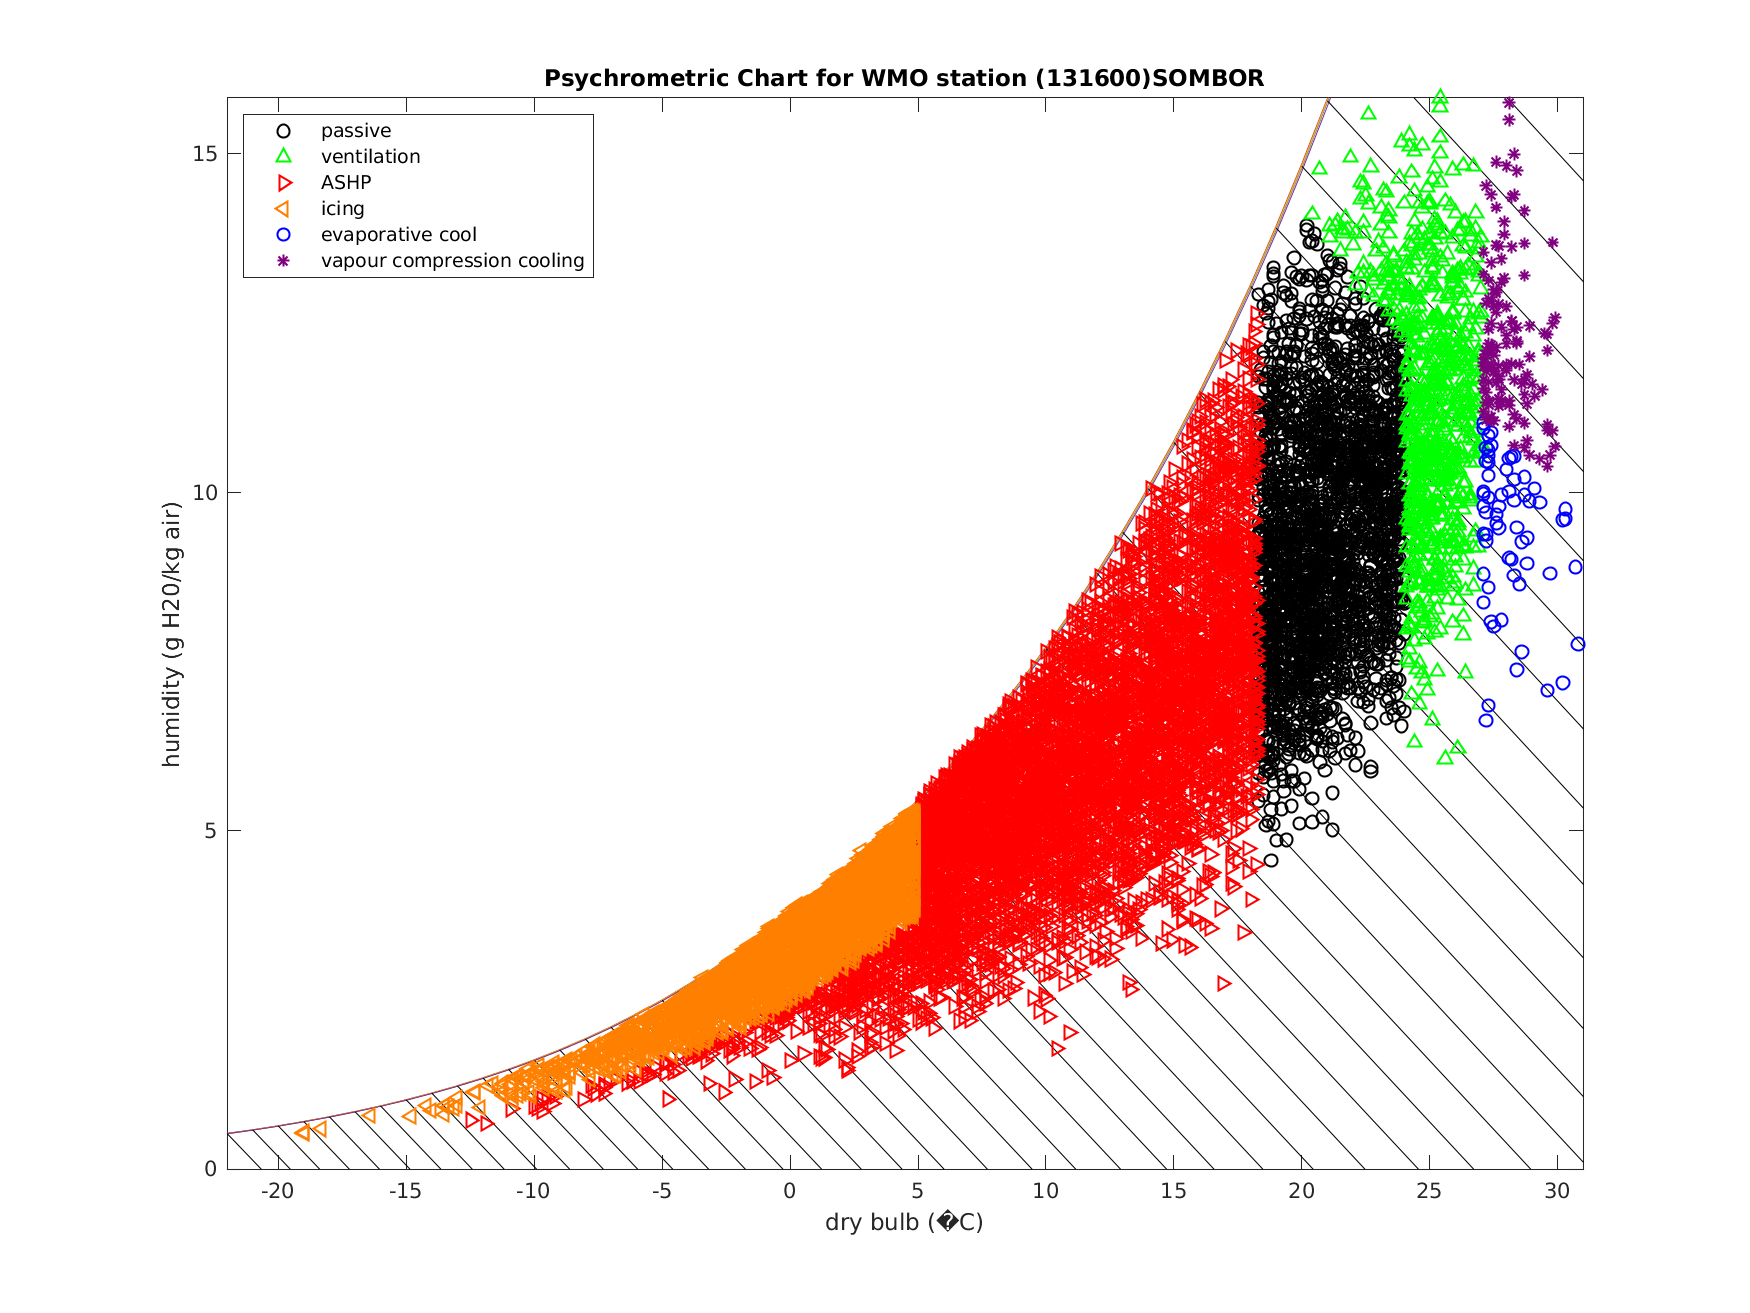 Psychrometric Chart for WMO station (131600)SOMBOR
passive
ventilation
ASHP
icing
evaporative cool
vapour compression cooling
humidity (g H20/kg air)
15
10
5
0
-20 -15 -10 -5 0 5 10 15 20 25 30
dry bulb (�C)